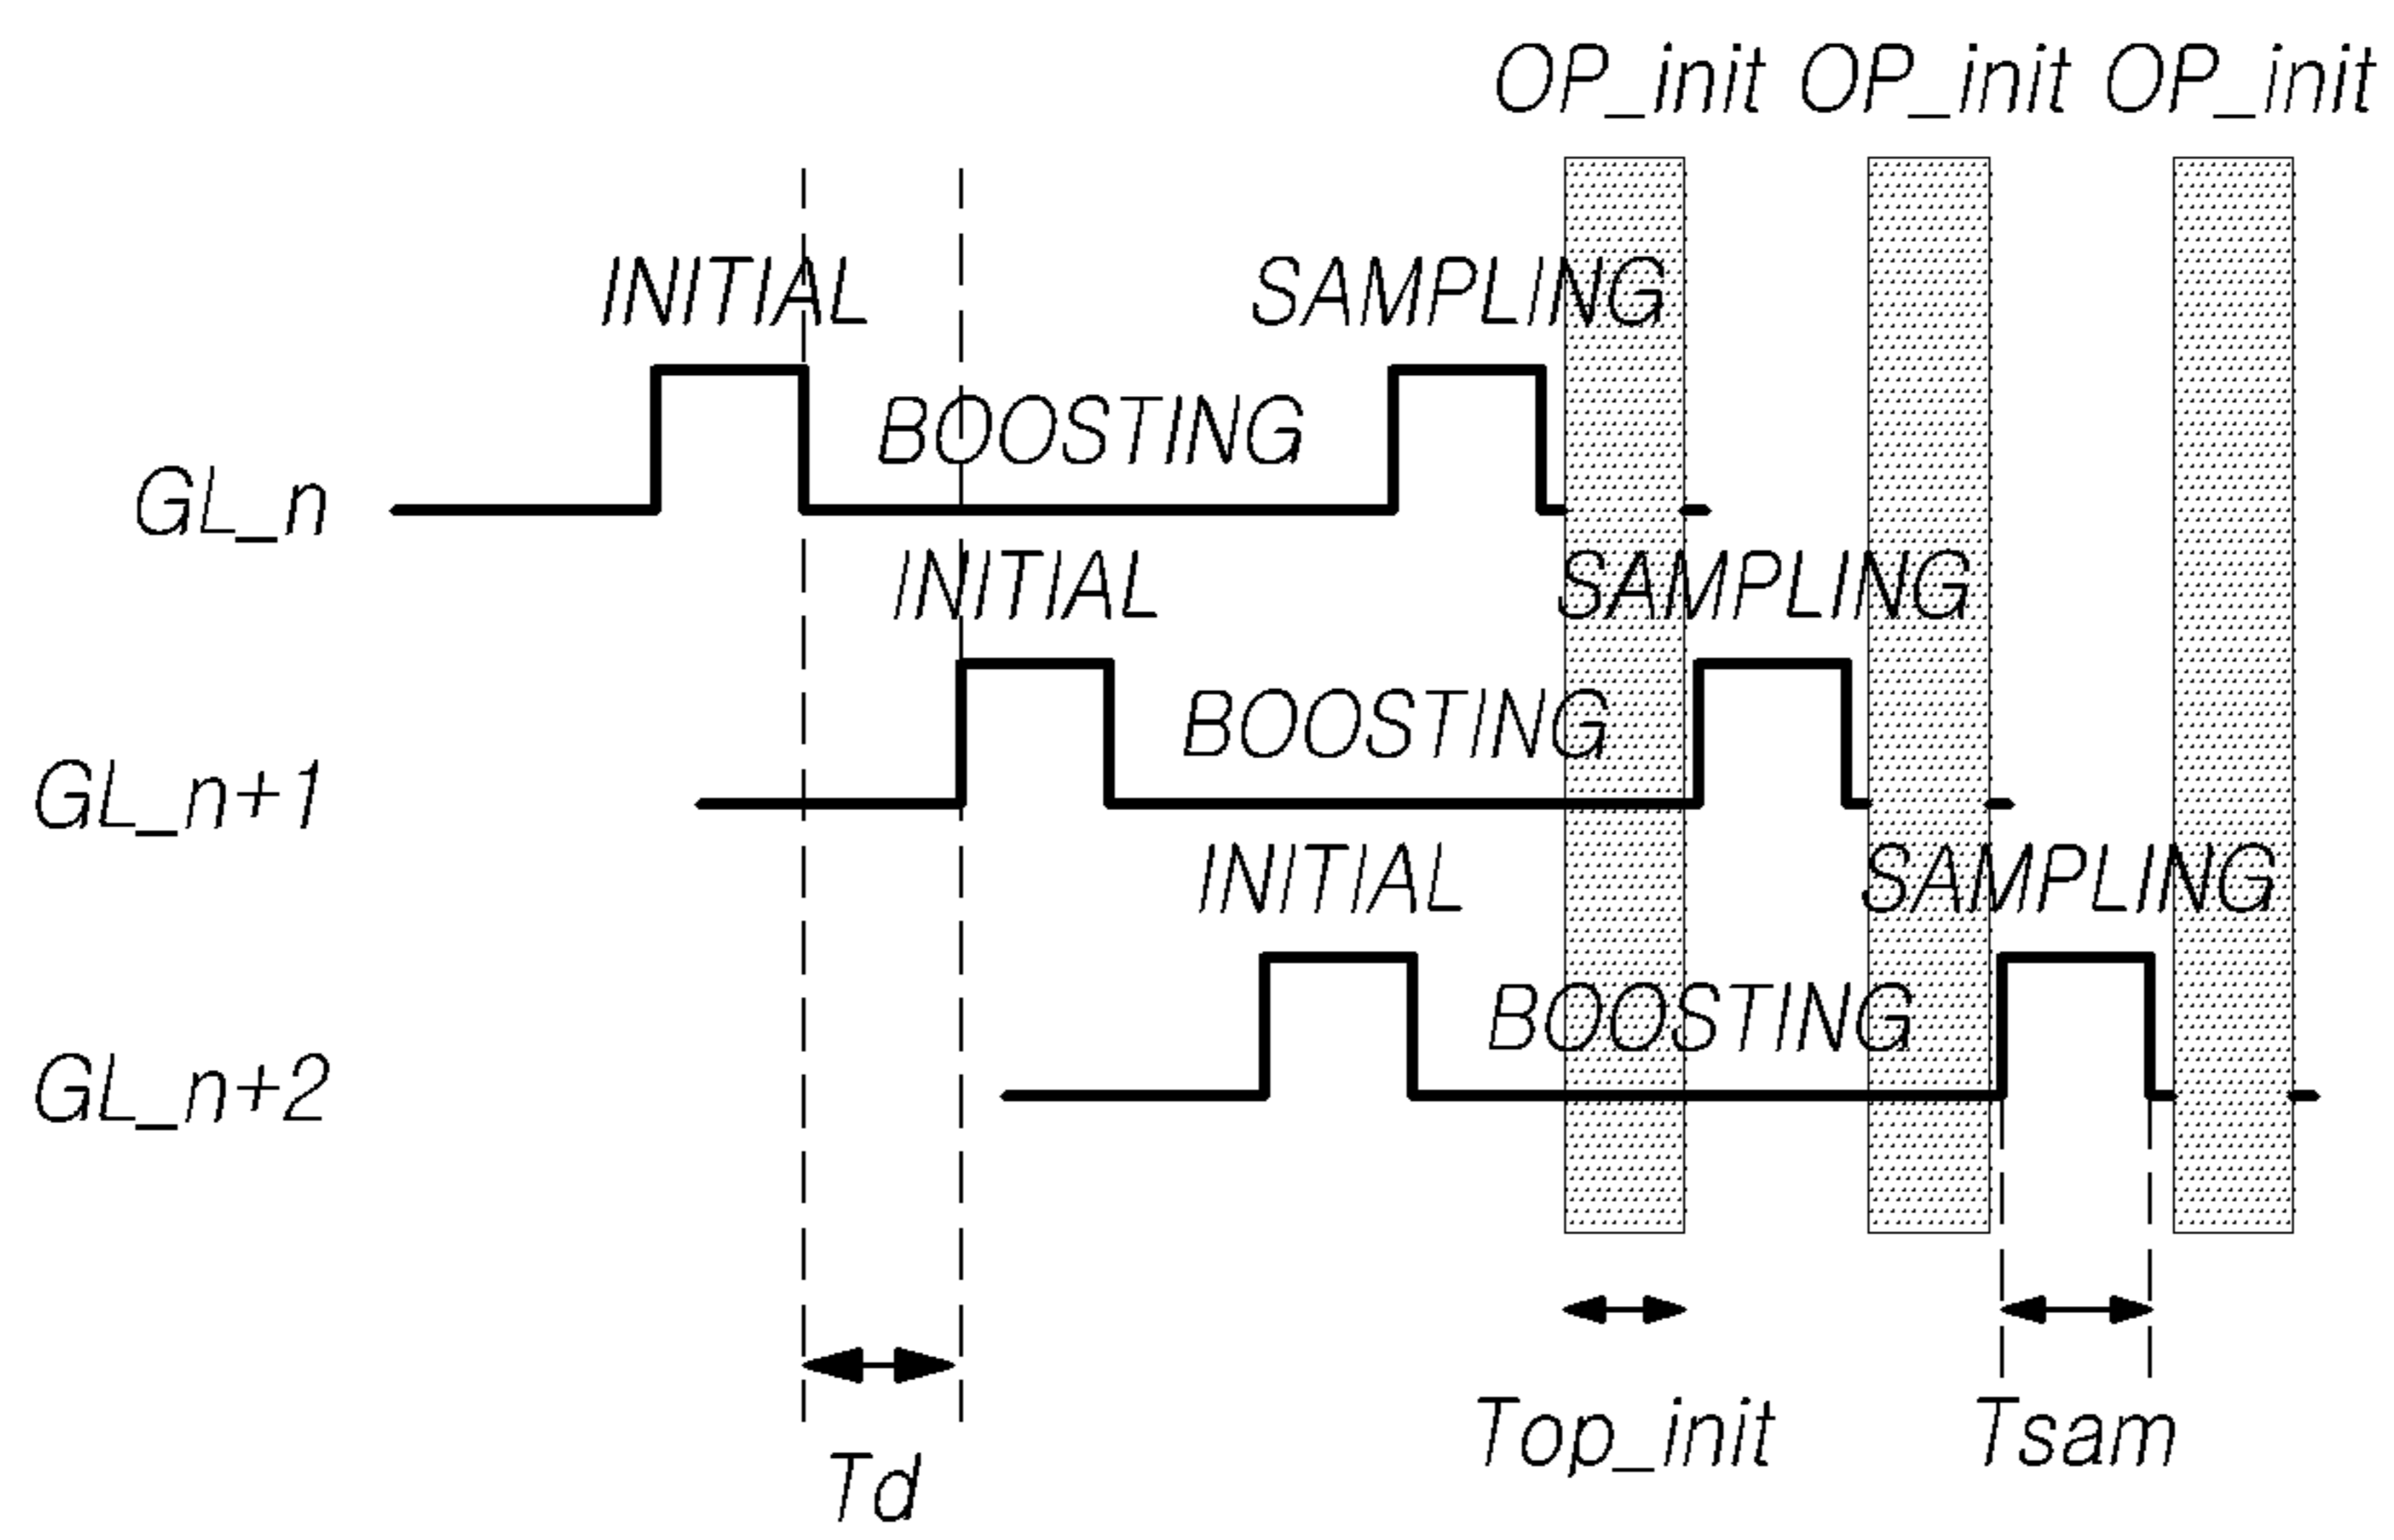 OP_init OP_init OP_init
INITIAL SAMPLING
BOOSTING
GL_n
INITIAL SAMPLING
BOOSTING
GL_n+1
INITIAL SAMPLING
BOOSTING
GL_n+2
Top_init Tsam
Td